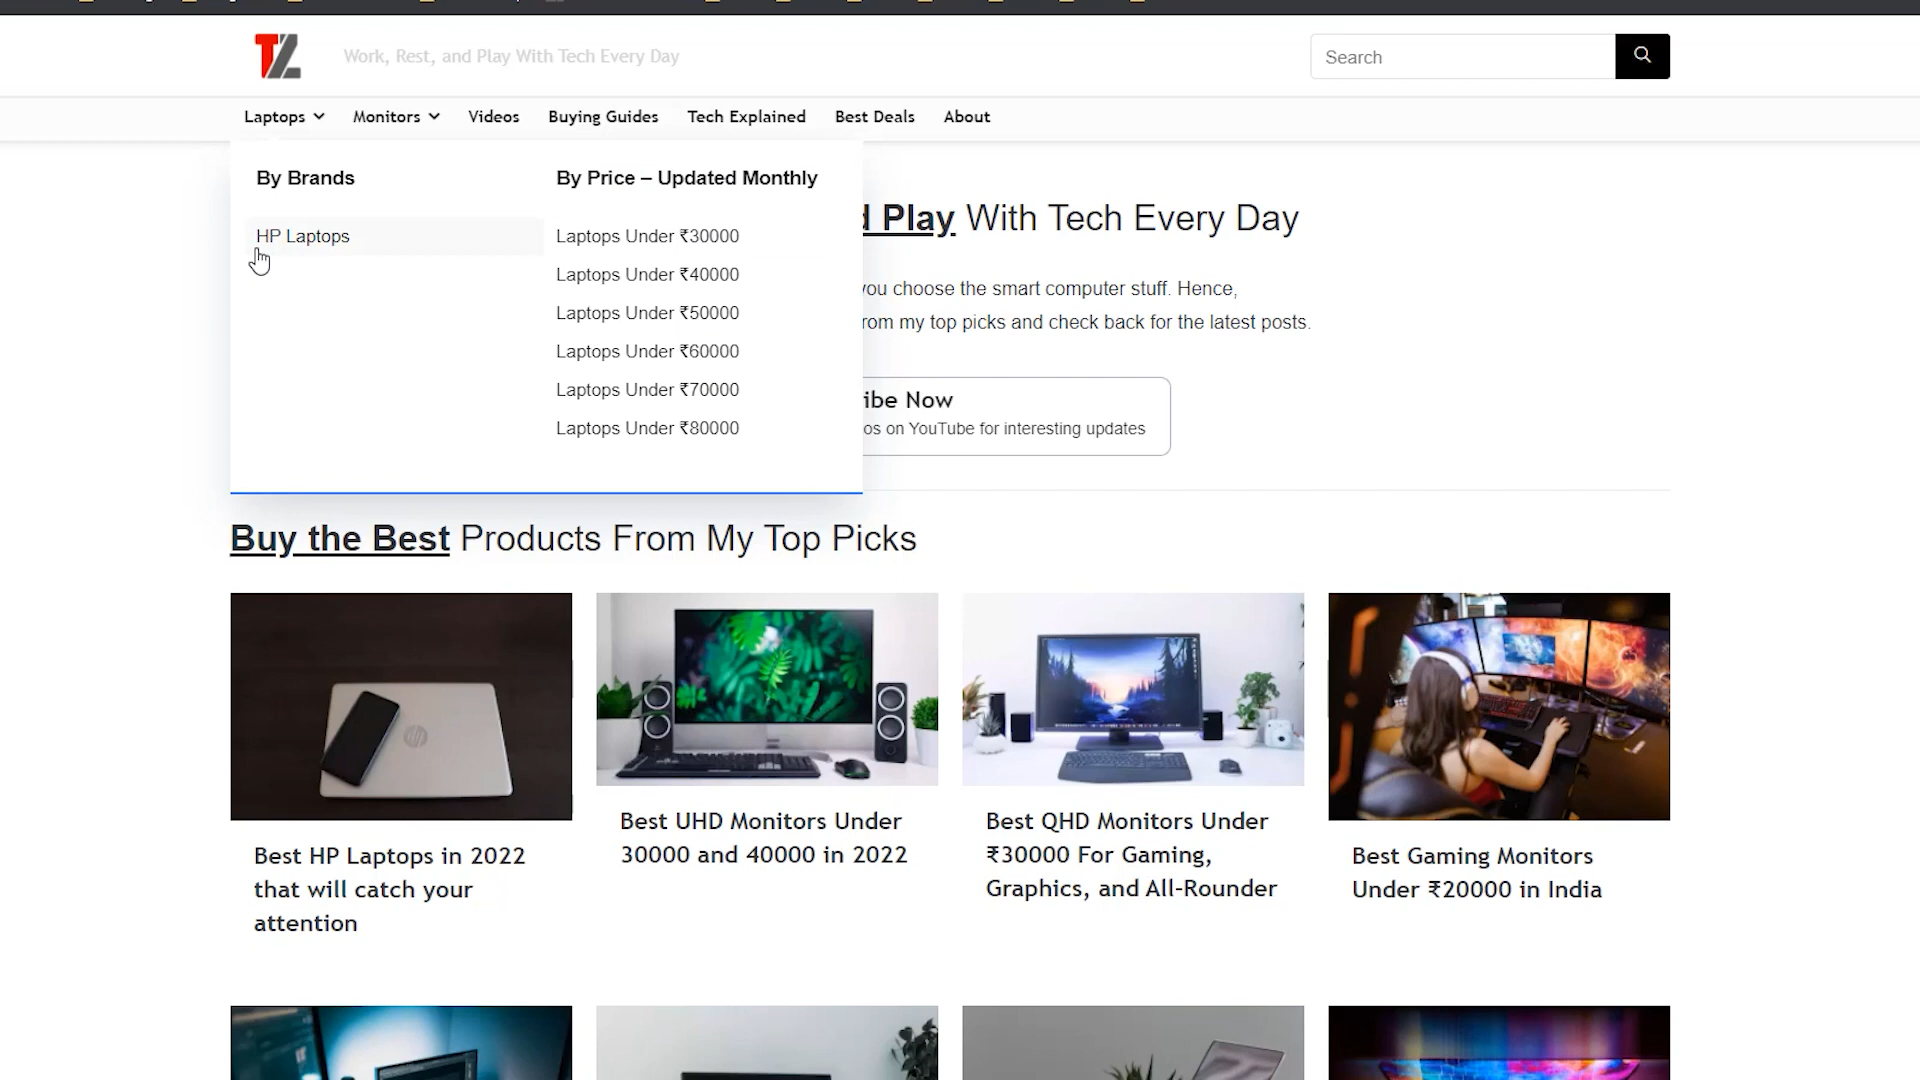 TZ
Work, Rest, and Play With Tech Every Day
Search
Laptops
Monitors
Videos
Buying Guides
Tech Explained
Best Deals
About
By Brands
HP Laptops
By Price – Updated Monthly
Laptops Under ₹30000
Laptops Under ₹40000
Laptops Under ₹50000
Laptops Under ₹60000
Laptops Under ₹70000
Laptops Under ₹80000
Play With Tech Every Day
you choose the smart computer stuff. Hence,
my top picks and check back for the latest posts.
Now
on YouTube for interesting updates
Buy the Best Products From My Top Picks
Best HP Laptops in 2022
that will catch your
attention
Best UHD Monitors Under
30000 and 40000 in 2022
Best QHD Monitors Under
₹30000 For Gaming,
Graphics, and All-Rounder
Best Gaming Monitors
Under ₹20000 in India